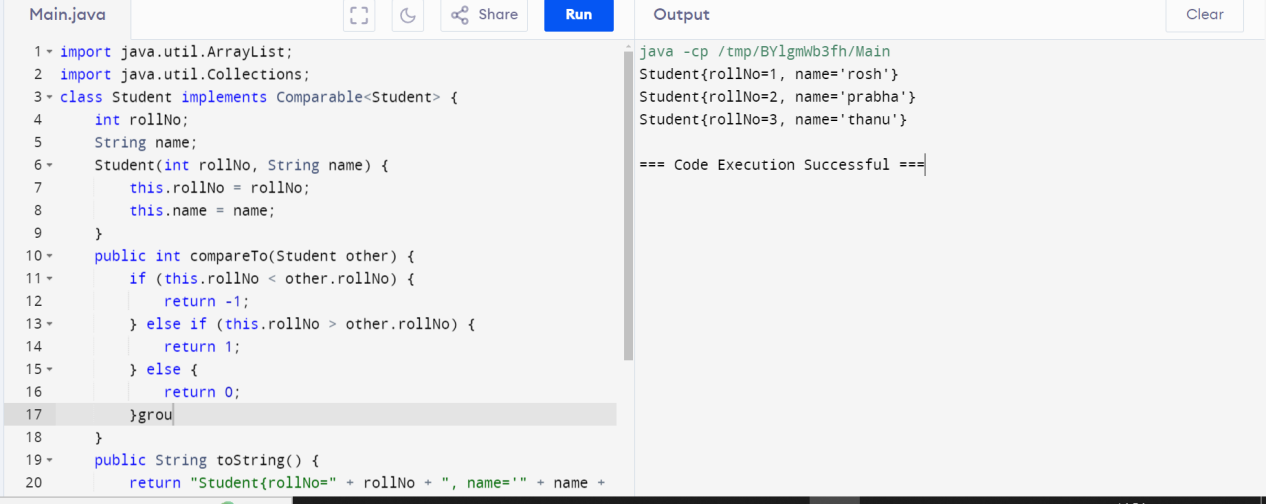 Main.java
Share
Run
Output
Clear
1 import java.util.ArrayList;
2 import java.util.Collections;
3 class Student implements Comparable<Student> {
4 int rollNo;
5 String name;
6 Student(int rollNo, String name) {
7 this.rollNo = rollNo;
8 this.name = name;
9 }
10 public int compareTo(Student other) {
11 if (this.rollNo < other.rollNo) {
12 return -1;
13 } else if (this.rollNo > other.rollNo) {
14 return 1;
15 } else {
16 return 0;
17 }grou
18 }
19 public String toString() {
20 return "Student{rollNo=" + rollNo + ", name='" + name +
java -cp /tmp/BYlgmWb3fh/Main
Student{rollNo=1, name='rosh'}
Student{rollNo=2, name='prabha'}
Student{rollNo=3, name='thanu'}
=== Code Execution Successful ===